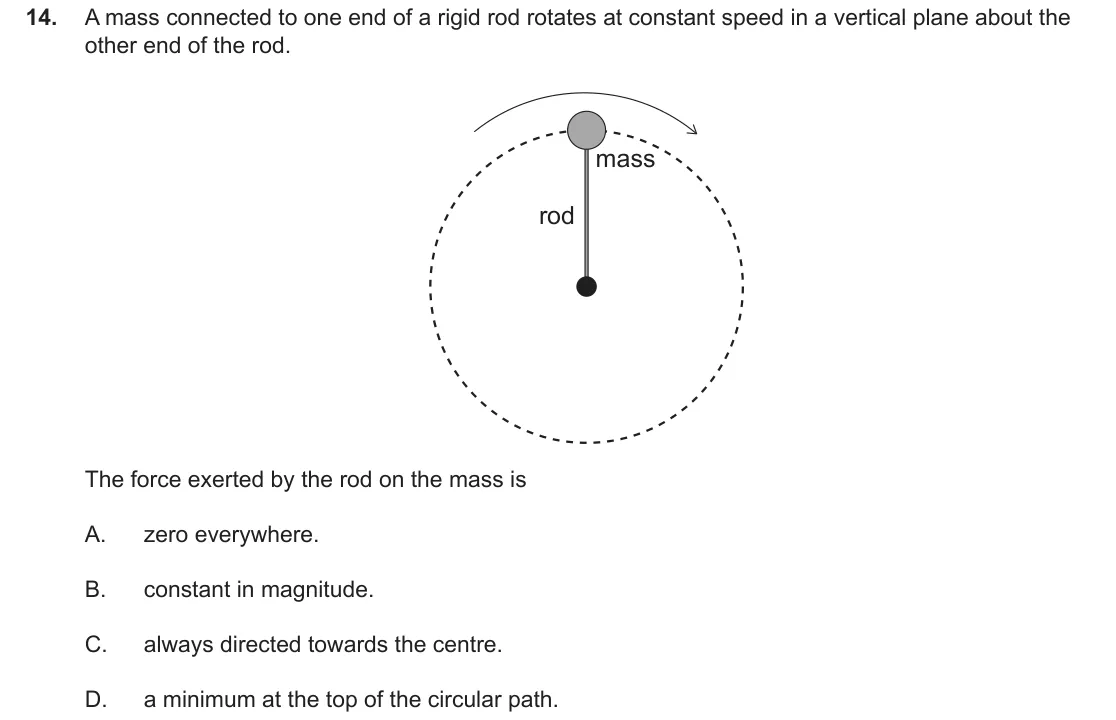 14. A mass connected to one end of a rigid rod rotates at constant speed in a vertical plane about the
other end of the rod.
mass
rod
The force exerted by the rod on the mass is
A. zero everywhere.
B. constant in magnitude.
C. always directed towards the centre.
D. a minimum at the top of the circular path.